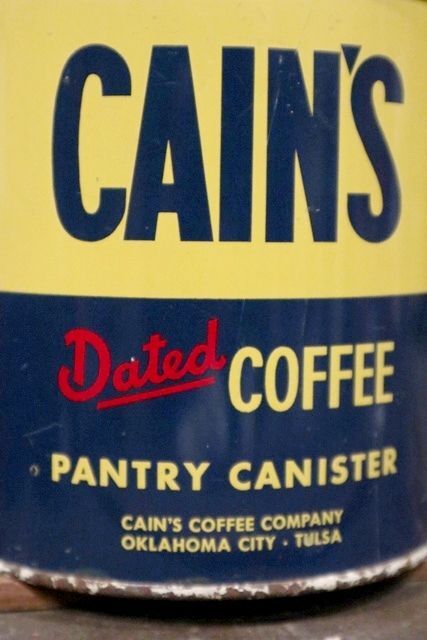 CAIN'S
Dated COFFEE
PANTRY CANISTER
CAIN'S COFFEE COMPANY
OKLAHOMA CITY · TULSA